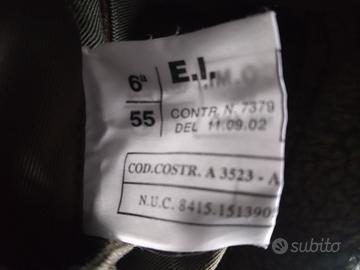 6ª
E.I.
55
CONTR. N. 7379
DEL 11.09.02
COD.COSTR. A 3523 - A
N.U.C. 8415.151390
subito